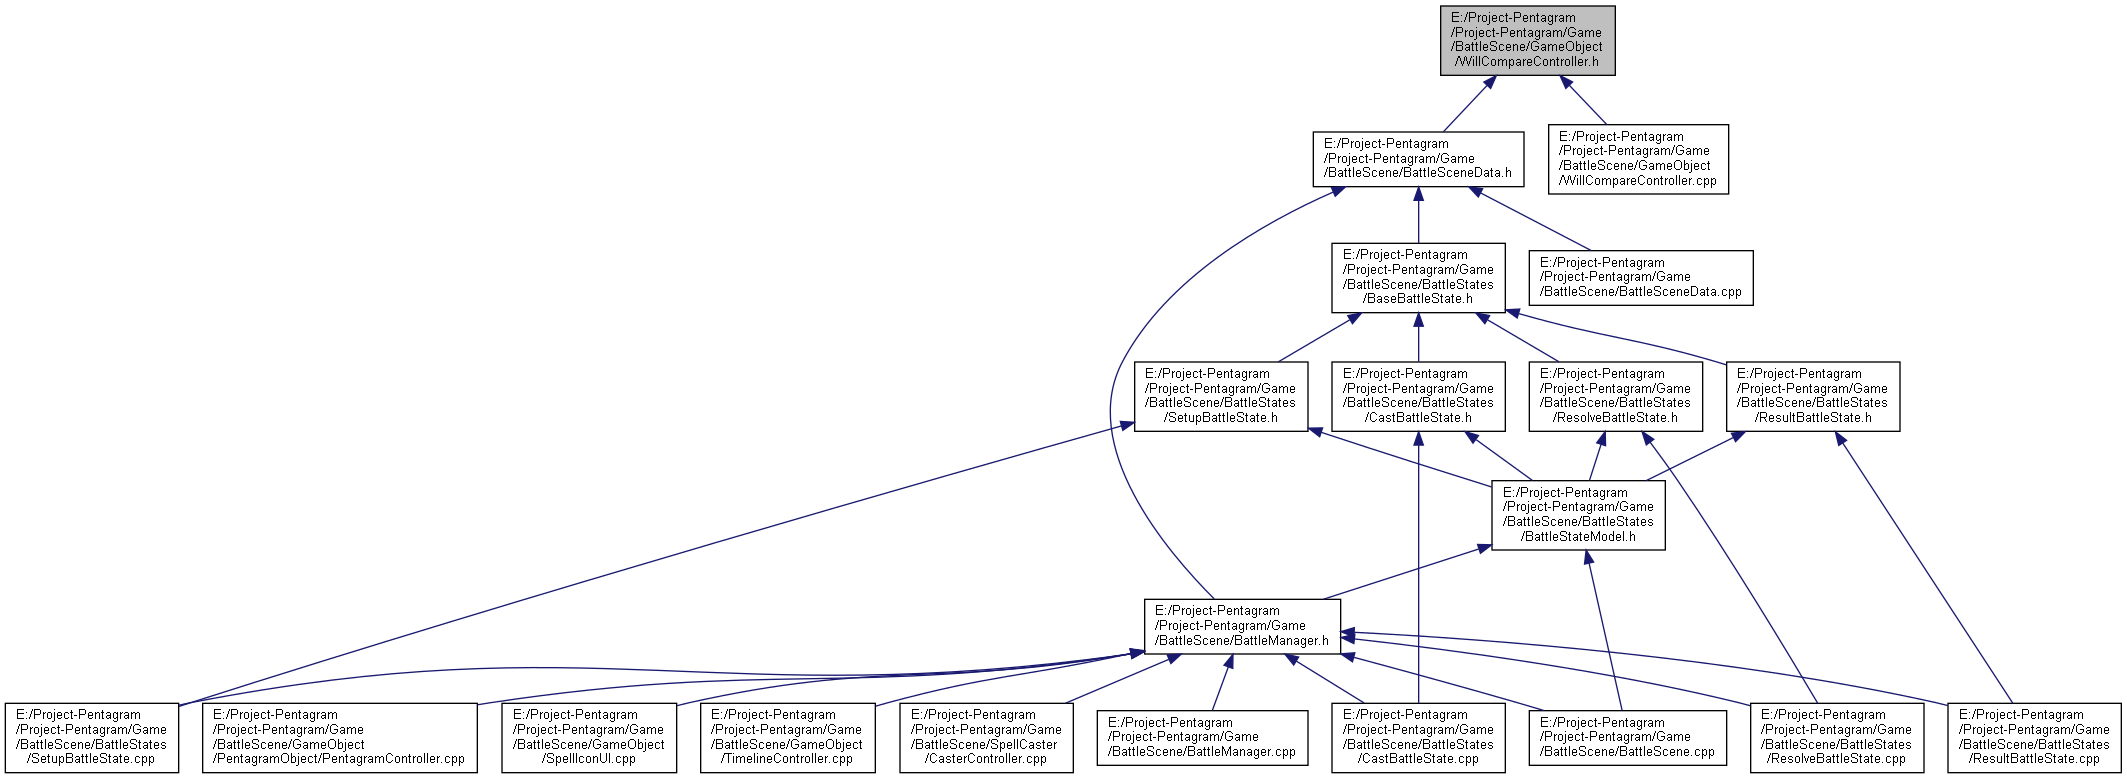 E:/Project-Pentagram
/Project-Pentagram/Game
/BattleScene/GameObject
/WillCompareController.h
E:/Project-Pentagram
/Project-Pentagram/Game
/BattleScene/BattleSceneData.h
E:/Project-Pentagram
/Project-Pentagram/Game
/BattleScene/GameObject
/WillCompareController.cpp
E:/Project-Pentagram
/Project-Pentagram/Game
/BattleScene/BattleStates
/BaseBattleState.h
E:/Project-Pentagram
/Project-Pentagram/Game
/BattleScene/BattleSceneData.cpp
E:/Project-Pentagram
/Project-Pentagram/Game
/BattleScene/BattleStates
/SetupBattleState.h
E:/Project-Pentagram
/Project-Pentagram/Game
/BattleScene/BattleStates
/CastBattleState.h
E:/Project-Pentagram
/Project-Pentagram/Game
/BattleScene/BattleStates
/ResolveBattleState.h
E:/Project-Pentagram
/Project-Pentagram/Game
/BattleScene/BattleStates
/ResultBattleState.h
E:/Project-Pentagram
/Project-Pentagram/Game
/BattleScene/BattleStates
/BattleStateModel.h
E:/Project-Pentagram
/Project-Pentagram/Game
/BattleScene/BattleManager.h
E:/Project-Pentagram
/Project-Pentagram/Game
/BattleScene/BattleStates
/SetupBattleState.cpp
E:/Project-Pentagram
/Project-Pentagram/Game
/BattleScene/GameObject
/PentagramObject/PentagramController.cpp
E:/Project-Pentagram
/Project-Pentagram/Game
/BattleScene/GameObject
/SpellIconUI.cpp
E:/Project-Pentagram
/Project-Pentagram/Game
/BattleScene/GameObject
/TimelineController.cpp
E:/Project-Pentagram
/Project-Pentagram/Game
/BattleScene/SpellCaster
/CasterController.cpp
E:/Project-Pentagram
/Project-Pentagram/Game
/BattleScene/BattleManager.cpp
E:/Project-Pentagram
/Project-Pentagram/Game
/BattleScene/BattleStates
/CastBattleState.cpp
E:/Project-Pentagram
/Project-Pentagram/Game
/BattleScene/BattleScene.cpp
E:/Project-Pentagram
/Project-Pentagram/Game
/BattleScene/BattleStates
/ResolveBattleState.cpp
E:/Project-Pentagram
/Project-Pentagram/Game
/BattleScene/BattleStates
/ResultBattleState.cpp